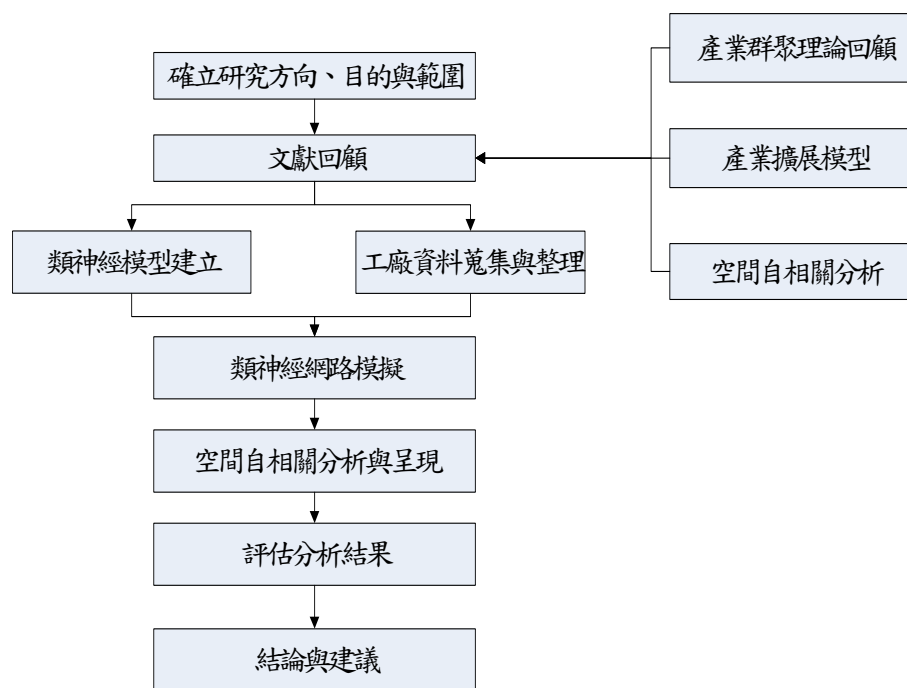 確立研究方向、目的與範圍
文獻回顧
產業群聚理論回顧
產業擴展模型
空間自相關分析
類神經模型建立
工廠資料蒐集與整理
類神經網路模擬
空間自相關分析與呈現
評估分析結果
結論與建議